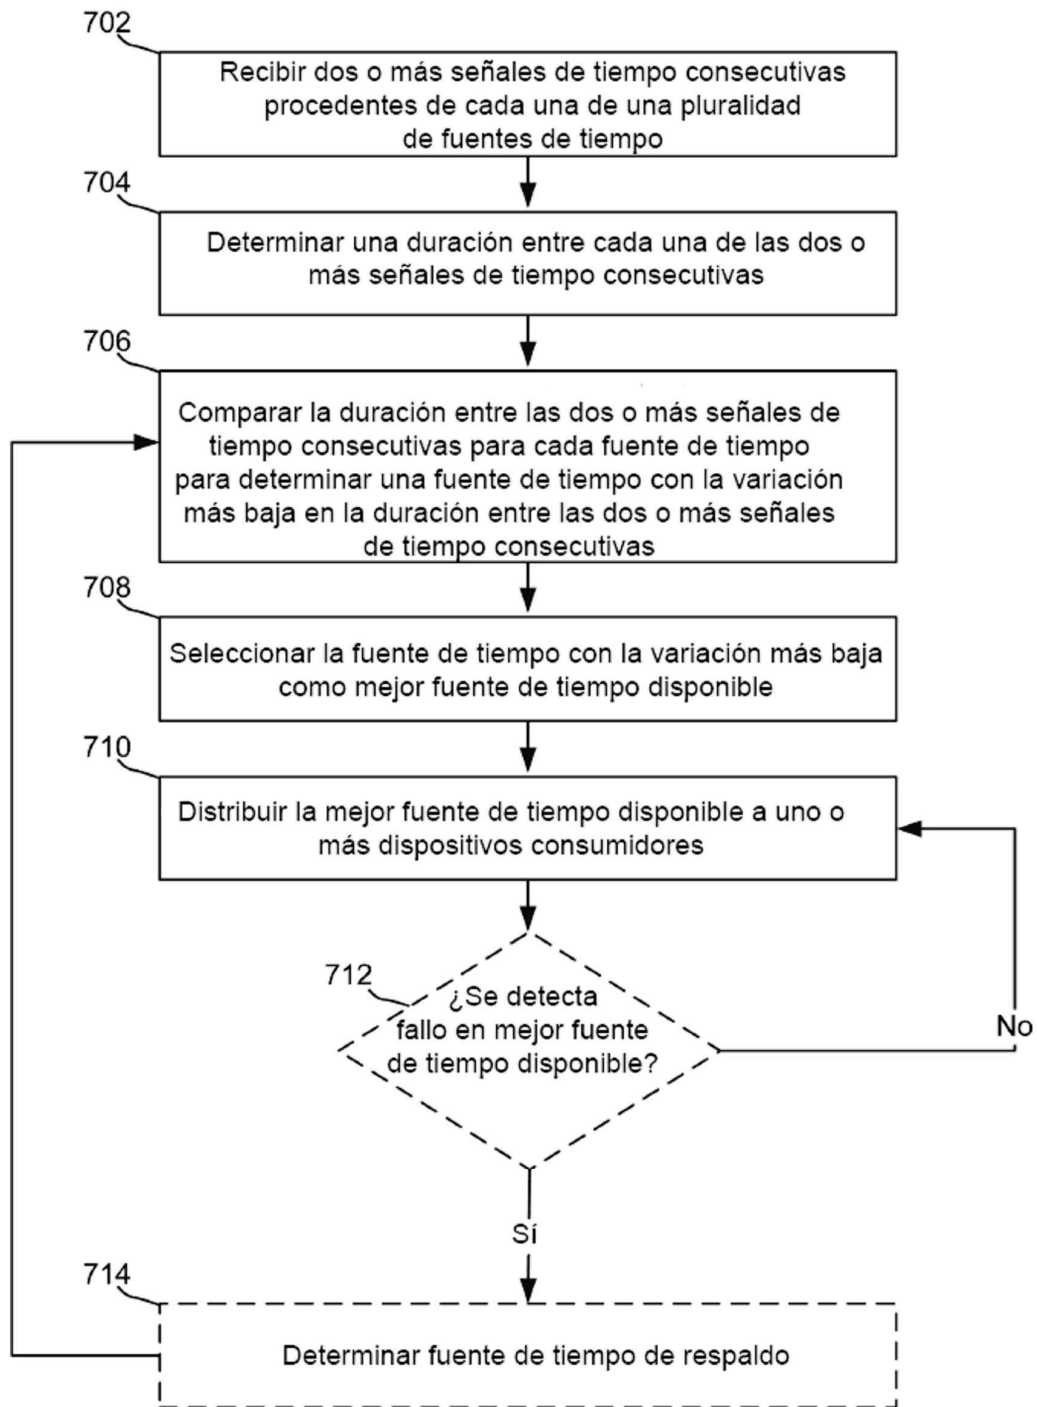 702
Recibir dos o más señales de tiempo consecutivas
procedentes de cada una de una pluralidad
de fuentes de tiempo
704
Determinar una duración entre cada una de las dos o
más señales de tiempo consecutivas
706
Comparar la duración entre las dos o más señales de
tiempo consecutivas para cada fuente de tiempo
para determinar una fuente de tiempo con la variación
más baja en la duración entre las dos o más señales
de tiempo consecutivas
708
Seleccionar la fuente de tiempo con la variación más baja
como mejor fuente de tiempo disponible
710
Distribuir la mejor fuente de tiempo disponible a uno o
más dispositivos consumidores
712
¿Se detecta
fallo en mejor fuente
de tiempo disponible?
No
Sí
714
Determinar fuente de tiempo de respaldo